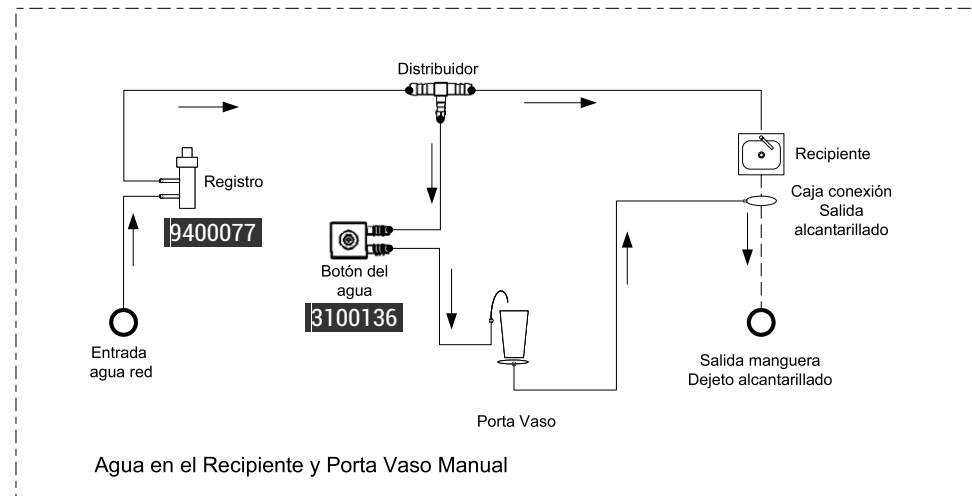 Distribuidor
Recipiente
Registro
Caja conexión
Salida
alcantarillado
9400077
Botón del
agua
3100136
Entrada
agua red
Salida manguera
Dejeto alcantarillado
Porta Vaso
Agua en el Recipiente y Porta Vaso Manual